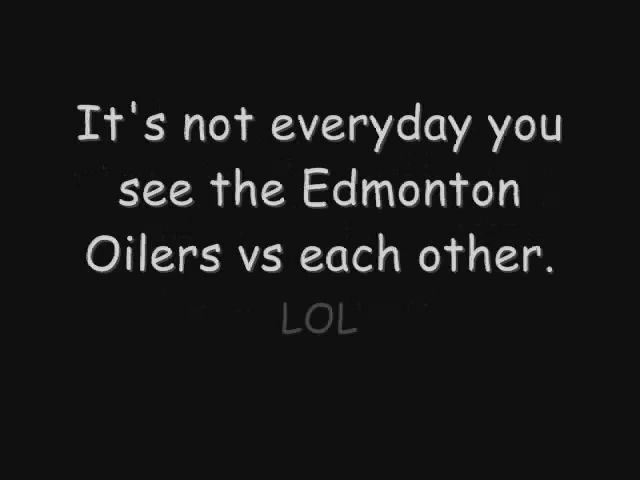 It's not everyday you
see the Edmonton
Oilers vs each other.
LOL